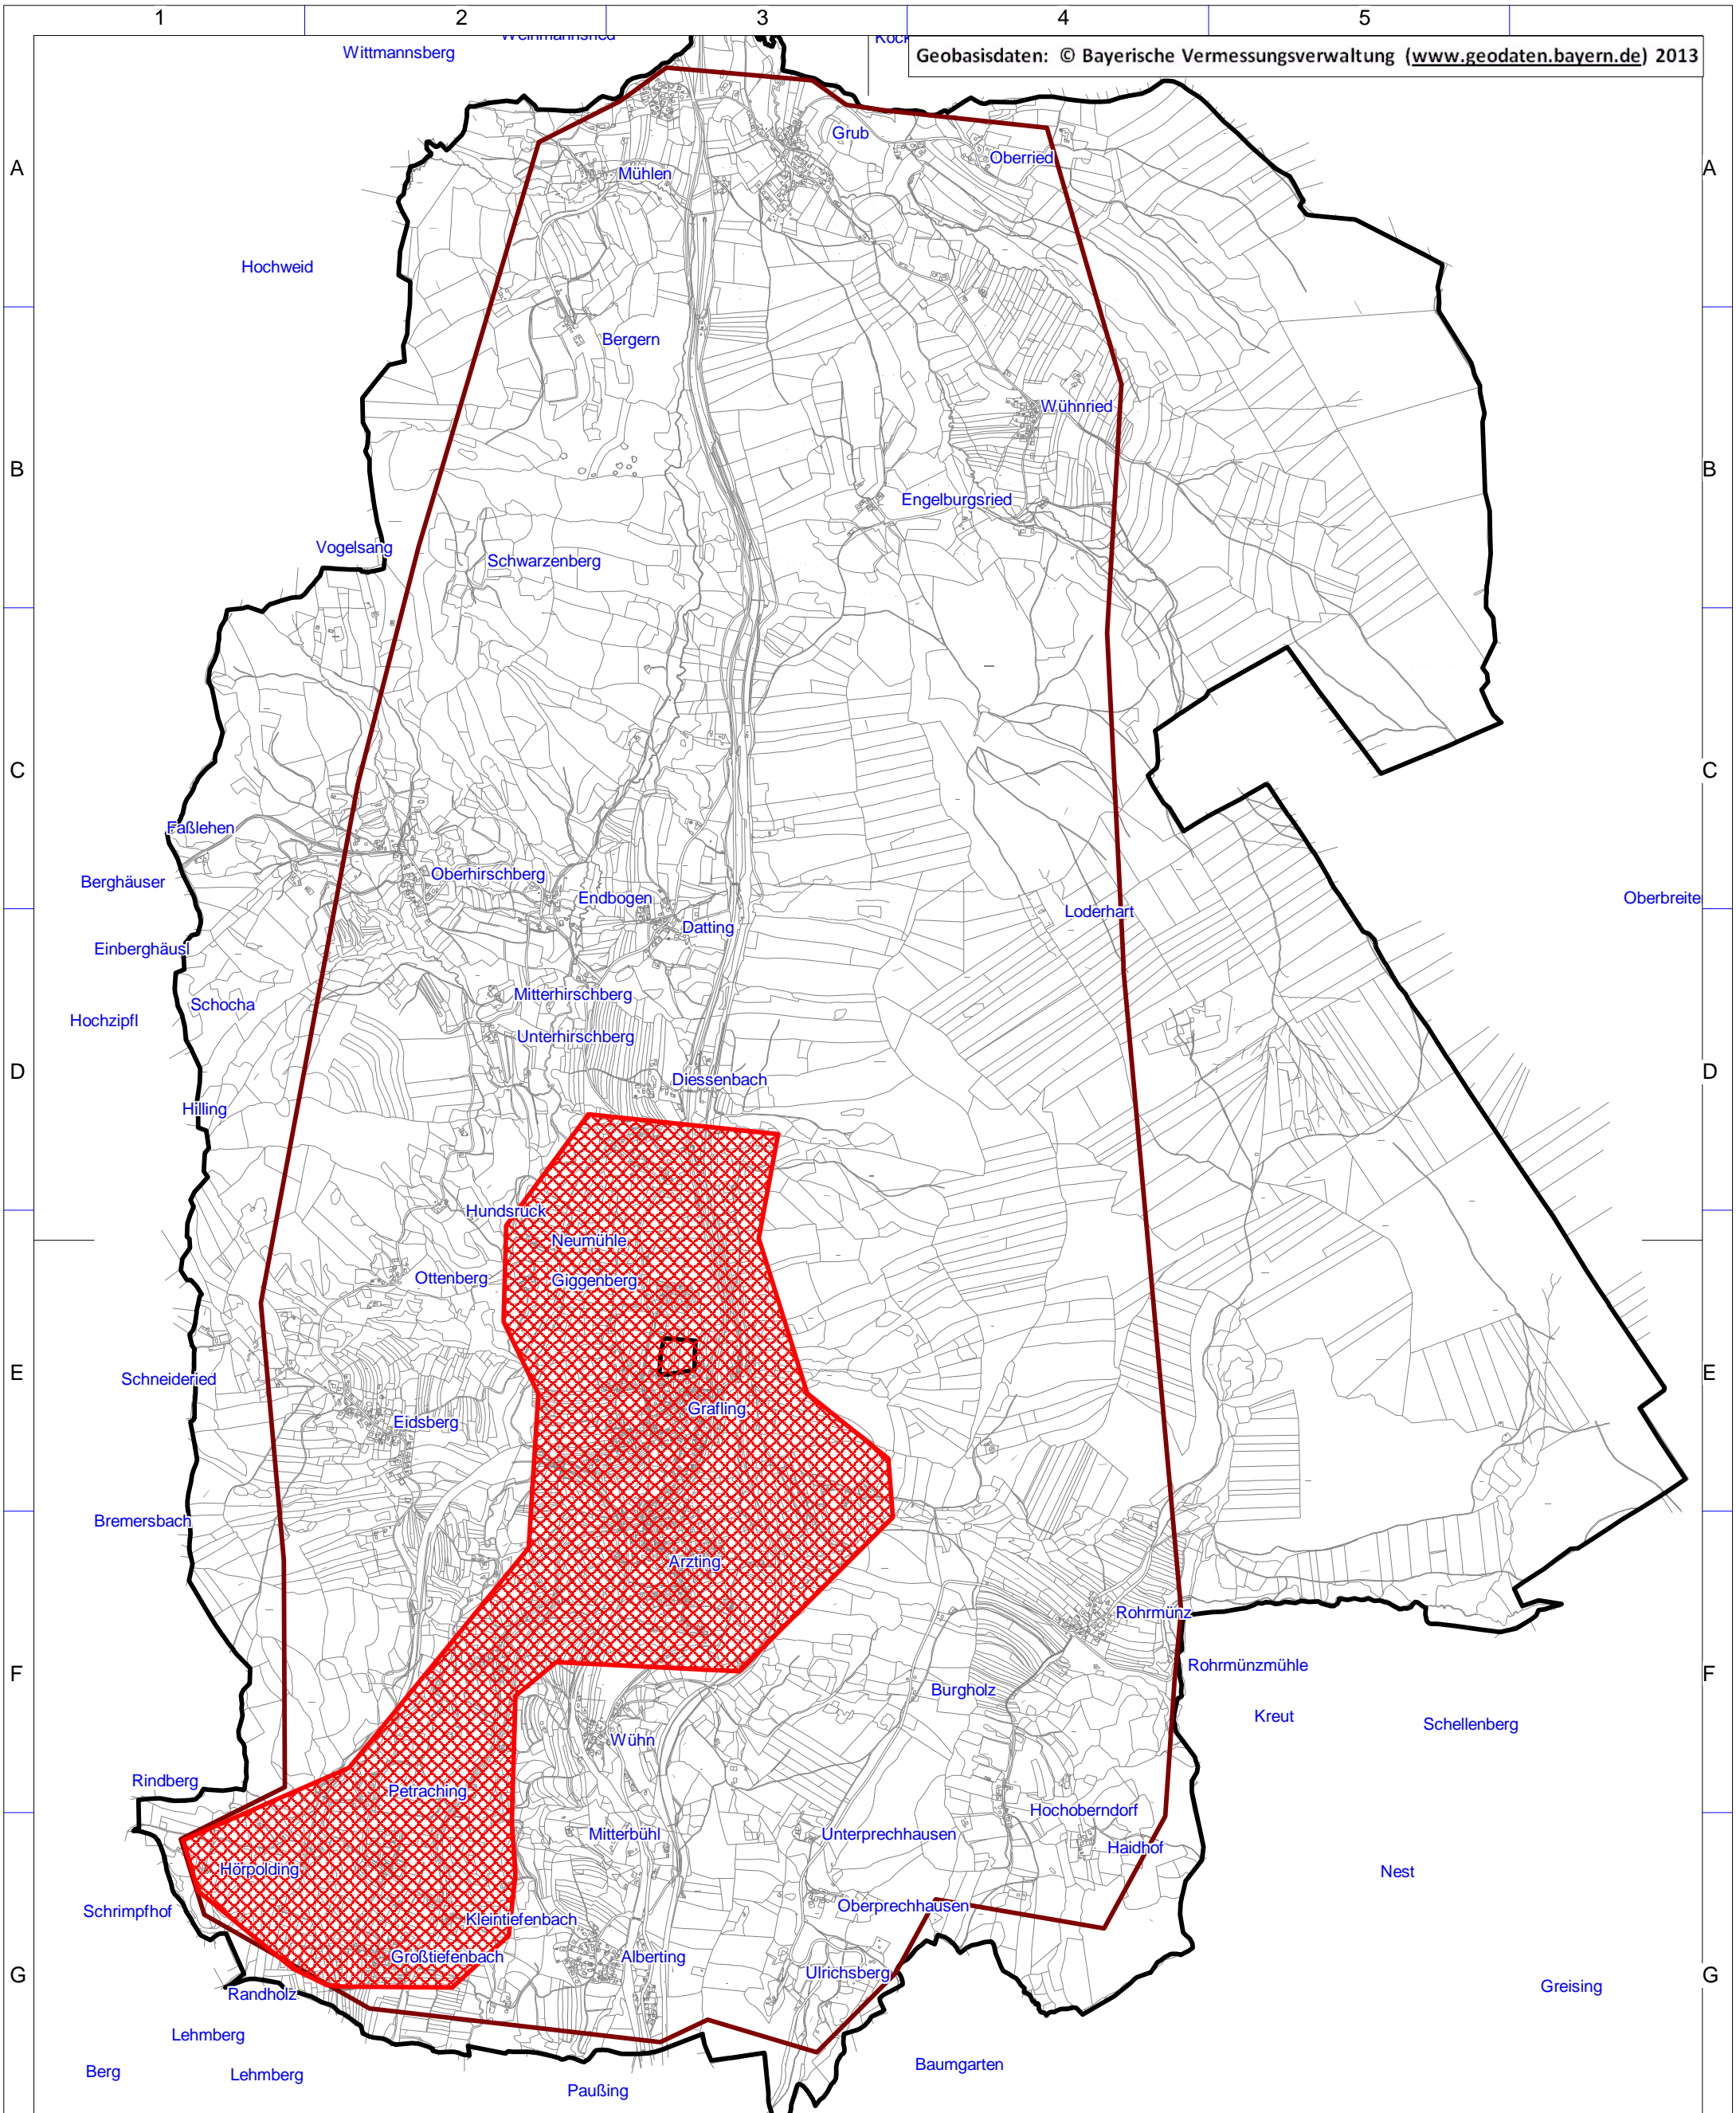 1 2 3 4 5
Geobasisdaten: © Bayerische Vermessungsverwaltung (www.geodaten.bayern.de) 2013
Weinmannsried
Wittmannsberg
Grub
Oberried
A A
Mühlen
Hochweid
Bergern
Wühnried
B B
Engelburgsried
Vogelsang
Schwarzenberg
C C
Faßlehen
Oberhirschberg
Berghäuser
Endbogen
Oberbreite
Loderhart
Datting
Einberghäusl
Mitterhirschberg
Schocha
Hochzipfl
Unterhirschberg
D D
Diessenbach
Hilling
Hundsruck
Neumühle
Ottenberg
Giggenberg
E E
Schneideried
Grafling
Eidsberg
Bremersbach
Arzting
Rohrmünz
Rohrmünzmühle
F F
Burgholz
Kreut
Schellenberg
Wühn
Rindberg
Petraching
Hochoberndorf
Mitterbühl
Unterprechhausen
Haidhof
Hörpolding
Nest
Oberprechhausen
Schrimpfhof
Kleintiefenbach
Großtiefenbach
Alberting
Ulrichsberg
G G
Greising
Randholz
Lehmberg
Baumgarten
Berg
Lehmberg
Paußing